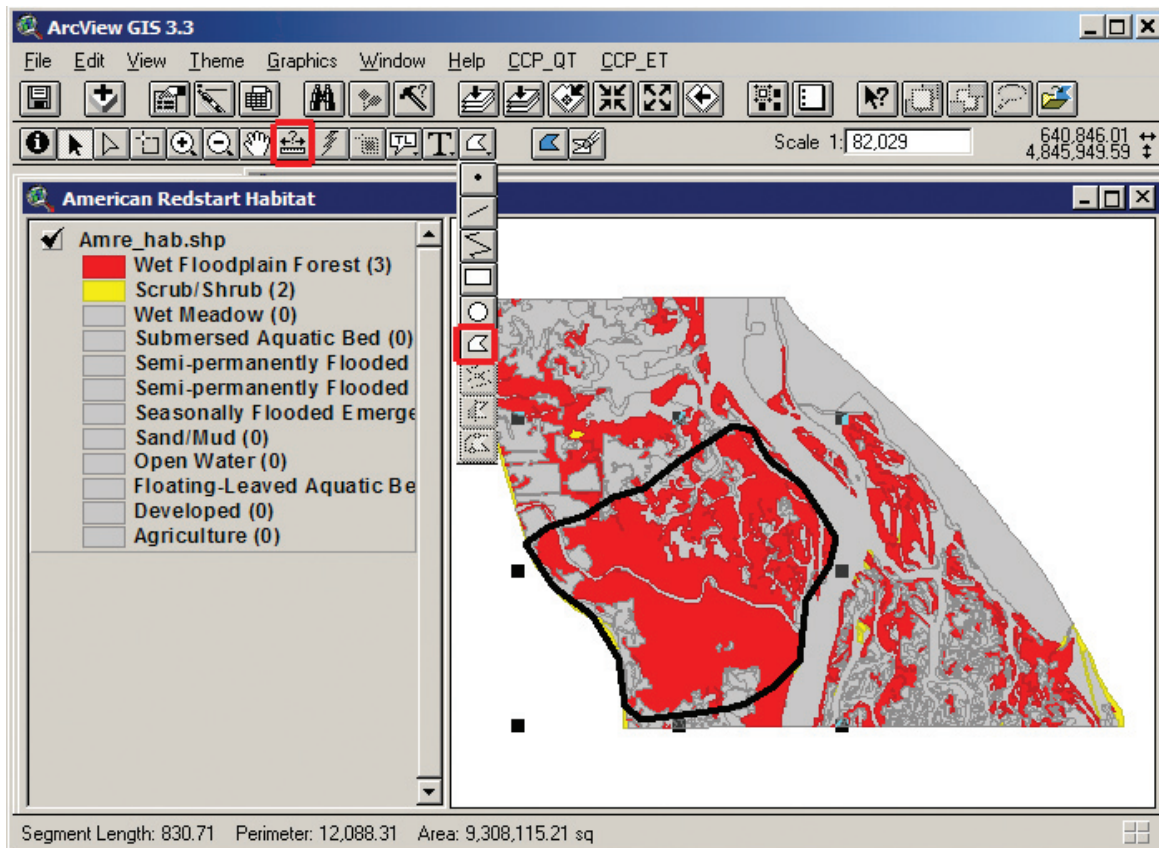 ArcView GIS 3.3
File Edit View Theme Graphics Window Help CCP_QT CCP_ET
Scale 1: 82,029
640,846.01
4,845,949.59
American Redstart Habitat
Amre_hab.shp
Wet Floodplain Forest (3)
Scrub/Shrub (2)
Wet Meadow (0)
Submersed Aquatic Bed (0)
Semi-permanently Flooded
Semi-permanently Flooded
Seasonally Flooded Emerge
Sand/Mud (0)
Open Water (0)
Floating-Leaved Aquatic Be
Developed (0)
Agriculture (0)
Segment Length: 830.71 Perimeter: 12,088.31 Area: 9,308,115.21 sq